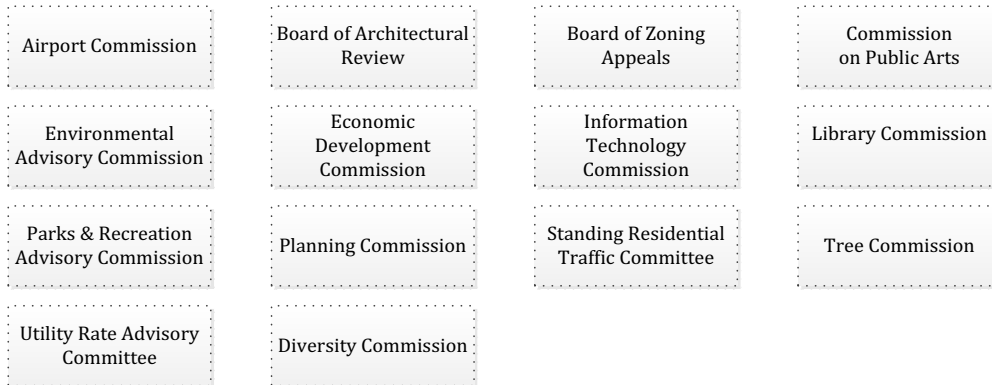 Airport Commission
Board of Architectural
Review
Board of Zoning
Appeals
Commission
on Public Arts
Environmental
Advisory Commission
Economic
Development
Commission
Information
Technology
Commission
Library Commission
Parks & Recreation
Advisory Commission
Planning Commission
Standing Residential
Traffic Committee
Tree Commission
Utility Rate Advisory
Committee
Diversity Commission